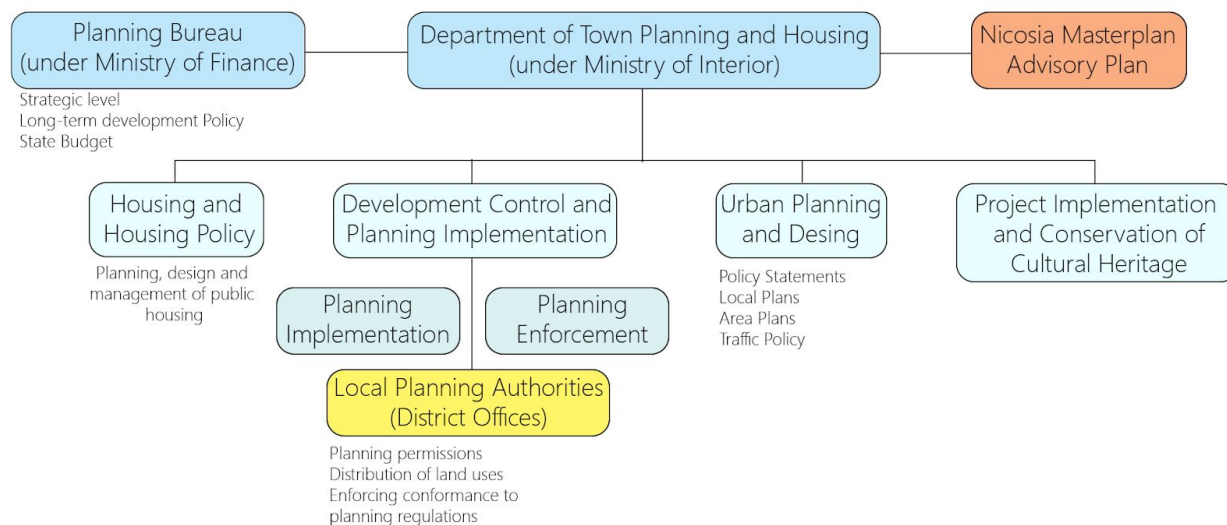 Planning Bureau
(under Ministry of Finance)
Department of Town Planning and Housing
(under Ministry of Interior)
Nicosia Masterplan
Advisory Plan
Strategic level
Long-term development Policy
State Budget
Housing and
Housing Policy
Planning, design and
management of public
housing
Development Control and
Planning Implementation
Urban Planning
and Desing
Policy Statements
Local Plans
Area Plans
Traffic Policy
Project Implementation
and Conservation of
Cultural Heritage
Planning
Implementation
Planning
Enforcement
Local Planning Authorities
(District Offices)
Planning permissions
Distribution of land uses
Enforcing conformance to
planning regulations